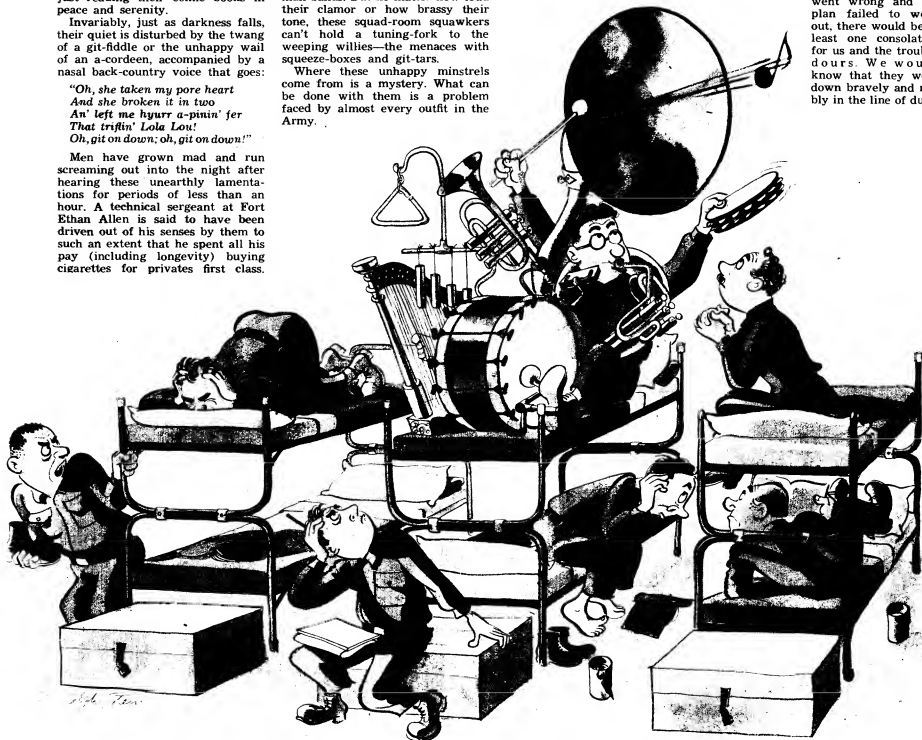 just reading their comic books in
peace and serenity.
Invariably, just as darkness falls,
their quiet is disturbed by the twang
of a git-fiddle or the unhappy wail
of an a-cordeen, accompanied by a
nasal back-country voice that goes:
"Oh, she taken my pore heart
And she broken it in two
An' left me hyurr a-pinin' fer
That triflin' Lola Lou!
Oh, git on down; oh, git on down!"
Men have grown mad and run
screaming out into the night after
hearing these unearthly lamenta-
tions for periods of less than an
hour. A technical sergeant at Fort
Ethan Allen is said to have been
driven out of his senses by them to
such an extent that he spent all his
pay (including longevity) buying
cigarettes for privates first class.
their clamor or how brassy their
tone, these squad-room squawkers
can't hold a tuning-fork to the
weeping willies—the menaces with
squeeze-boxes and git-tars.
Where these unhappy minstrels
come from is a mystery. What can
be done with them is a problem
faced by almost every outfit in the
Army.
went wrong and
plan failed to
out, there would be
least one
for us and the
dours. We
know that they
down bravely and
bly in the line of